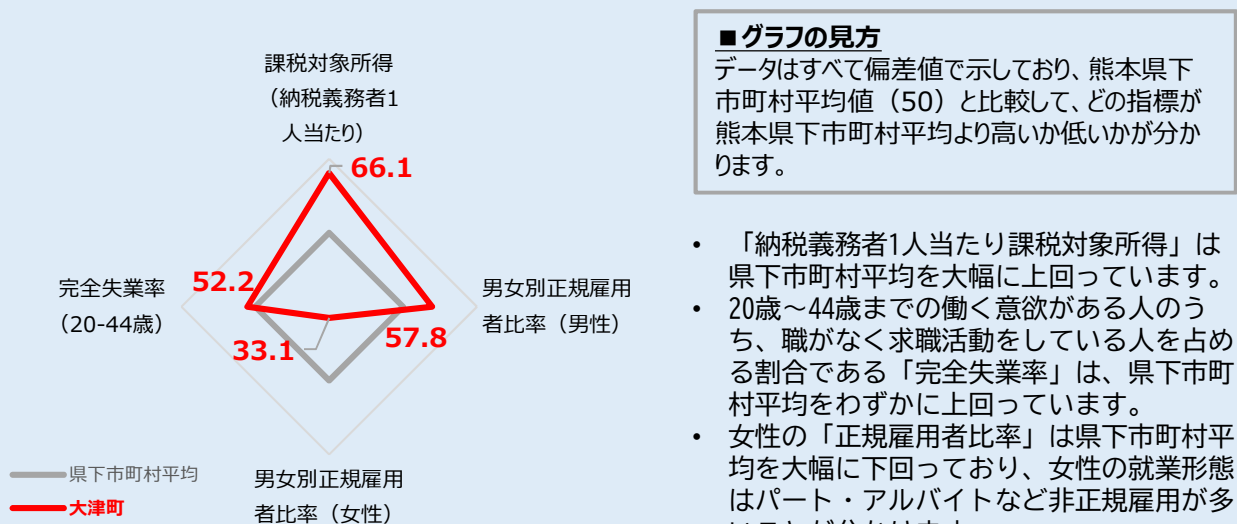 課税対象所得
（納税義務者1
人当たり）
66.1
完全失業率
（20-44歳）
52.2
男女別正規雇用
者比率（男性）
57.8
33.1
男女別正規雇用
者比率（女性）
県下市町村平均
大津町
■グラフの見方
データはすべて偏差値で示しており、熊本県下
市町村平均値（50）と比較して、どの指標が
熊本県下市町村平均より高いか低いかが分か
ります。
• 「納税義務者1人当たり課税対象所得」は
県下市町村平均を大幅に上回っています。
• 20歳～44歳までの働く意欲がある人のう
ち、職がなく求職活動をしている人を占め
る割合である「完全失業率」は、県下市町
村平均をわずかに上回っています。
• 女性の「正規雇用者比率」は県下市町村平
均を大幅に下回っており、女性の就業形態
はパート・アルバイトなど非正規雇用が多